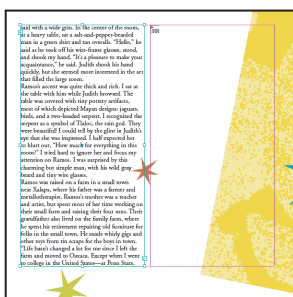 said with a wide grin. In the center of the room,
at a heavy table, sat a salt-and-pepper-bearded
man in a green shirt and tan overalls. "Hello," he
said as he took off his wire-frame glasses, stood,
and shook my hand. "It's a pleasure to make your
acquaintance." he said. Judith shook his hand
quickly, but she seemed more interested in the art
that filled the large room.
Ramos's accent was quite thick and rich. I sat at
the table with him while Judith browsed. The
table was covered with tiny pottery artifacts,
most of which depicted Mayan designs: jaguars,
birds, and a two-headed serpent. I recognized the
serpent as a symbol of Tlaloc, the rain god. They
were beautiful! I could tell by the glint in Judith's
eye that she was impressed. I half expected her
to blurt out, "How much for everything in this
room!" I tried hard to ignore her and focus my
attention on Ramos. I was surprised by this
charming but simple man, with his wild gray
beard and tiny wire glasses.
Ramos was raised on a farm in a small town
near Xalapa, where his father was a farmer and
metallotherapist. Ramos's mother was a teacher
and artist, but spent most of her time working on
their small farm and raising their four sons. Their
grandfather also lived on the family farm, where
he spent his retirement repairing old furniture for
folks in the small town. He made whirly gigs and
other toys from tin scraps for the boys in town.
"Life hasn't changed a lot for me since I left the
farm and moved to Oaxaca. Except when I went
to college in the United States—at Penn State,